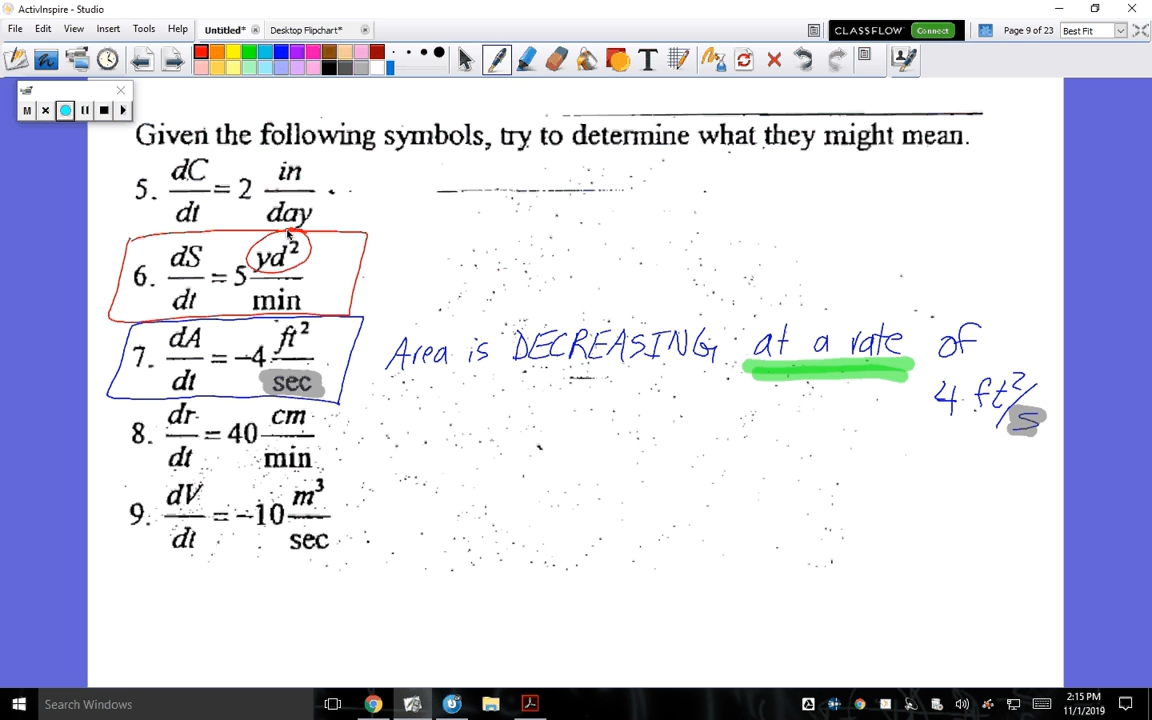 ActivInspire - Studio
File Edit View Insert Tools Help Untitled* Desktop Flipchart* CLASSFLOW Connect Page 9 of 23 Best Fit
M
Given the following symbols, try to determine what they might mean.
5. dC/dt = 2 in/day
6. dS/dt = 5 yd²/min
7. dA/dt = -4 ft²/sec Area is DECREASING at a rate of
4 ft²/s
8. dr/dt = 40 cm/min
9. dV/dt = -10 m³/sec
Search Windows
2:15 PM
11/1/2019